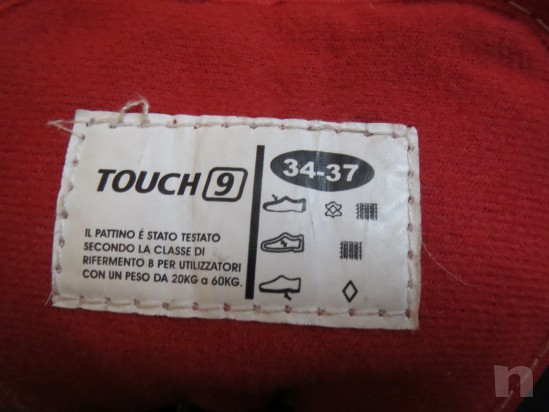 TOUCH 9
IL PATTINO É STATO TESTATO
SECONDO LA CLASSE DI
RIFERMENTO B PER UTILIZZATORI
CON UN PESO DA 20KG a 60KG.
34-37
n